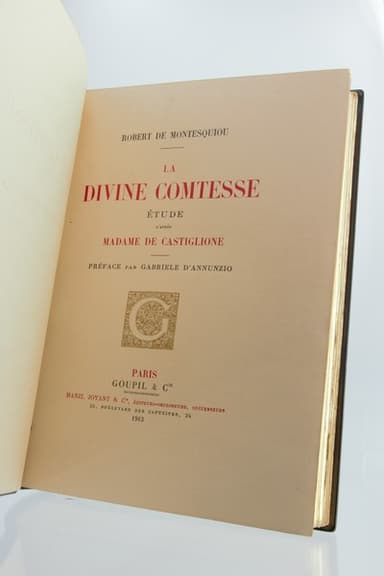 ROBERT DE MONTESQUIOU
LA
DIVINE COMTESSE
ÉTUDE
D'APRÈS
MADAME DE CASTIGLIONE
PRÉFACE PAR GABRIELE D'ANNUNZIO
G
PARIS
GOUPIL & Cie
MANZI, JOYANT & Cie, ÉDITEURS-IMPRIMEURS, SUCCESSEURS
24, BOULEVARD DES CAPUCINES, 24
1913